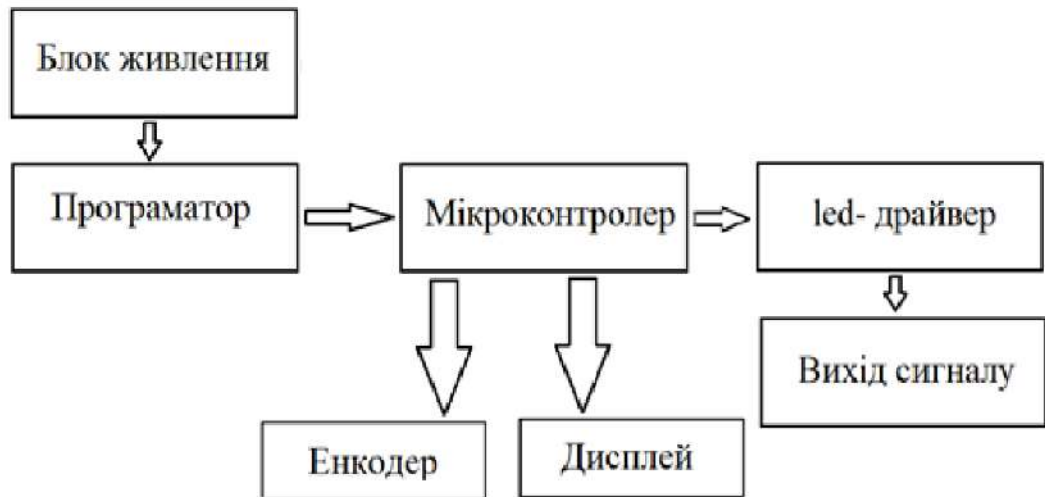 Блок живлення
Програматор
Мікроконтролер
led- драйвер
Вихід сигналу
Енкодер
Дисплей